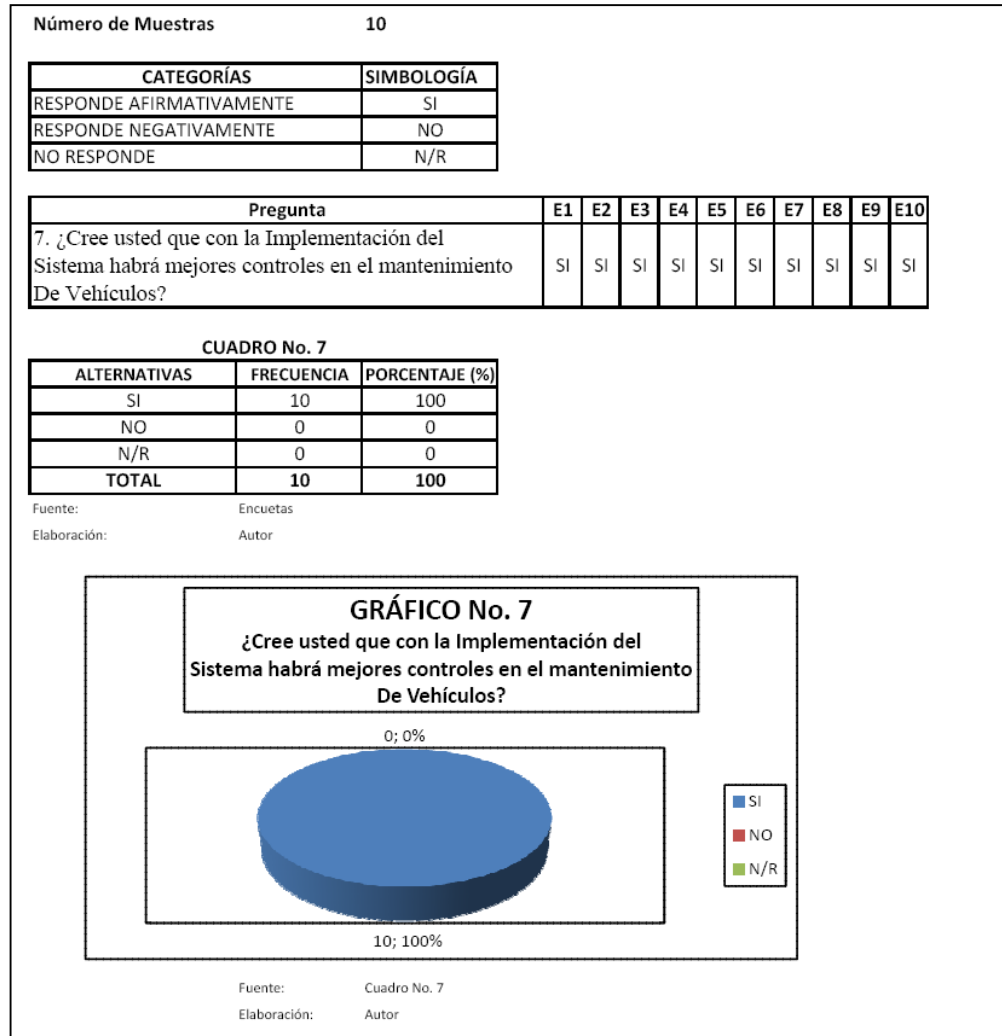 Número de Muestras 10
CATEGORÍAS SIMBOLOGÍA
RESPONDE AFIRMATIVAMENTE SI
RESPONDE NEGATIVAMENTE NO
NO RESPONDE N/R
Pregunta E1 E2 E3 E4 E5 E6 E7 E8 E9 E10
7. ¿Cree usted que con la Implementación del
Sistema habrá mejores controles en el mantenimiento SI SI SI SI SI SI SI SI SI SI
De Vehículos?
CUADRO No. 7
ALTERNATIVAS FRECUENCIA PORCENTAJE (%)
SI 10 100
NO 0 0
N/R 0 0
TOTAL 10 100
Fuente: Encuetas
Elaboración: Autor
GRÁFICO No. 7
¿Cree usted que con la Implementación del
Sistema habrá mejores controles en el mantenimiento
De Vehículos?
0; 0%
SI
NO
N/R
10; 100%
Fuente: Cuadro No. 7
Elaboración: Autor